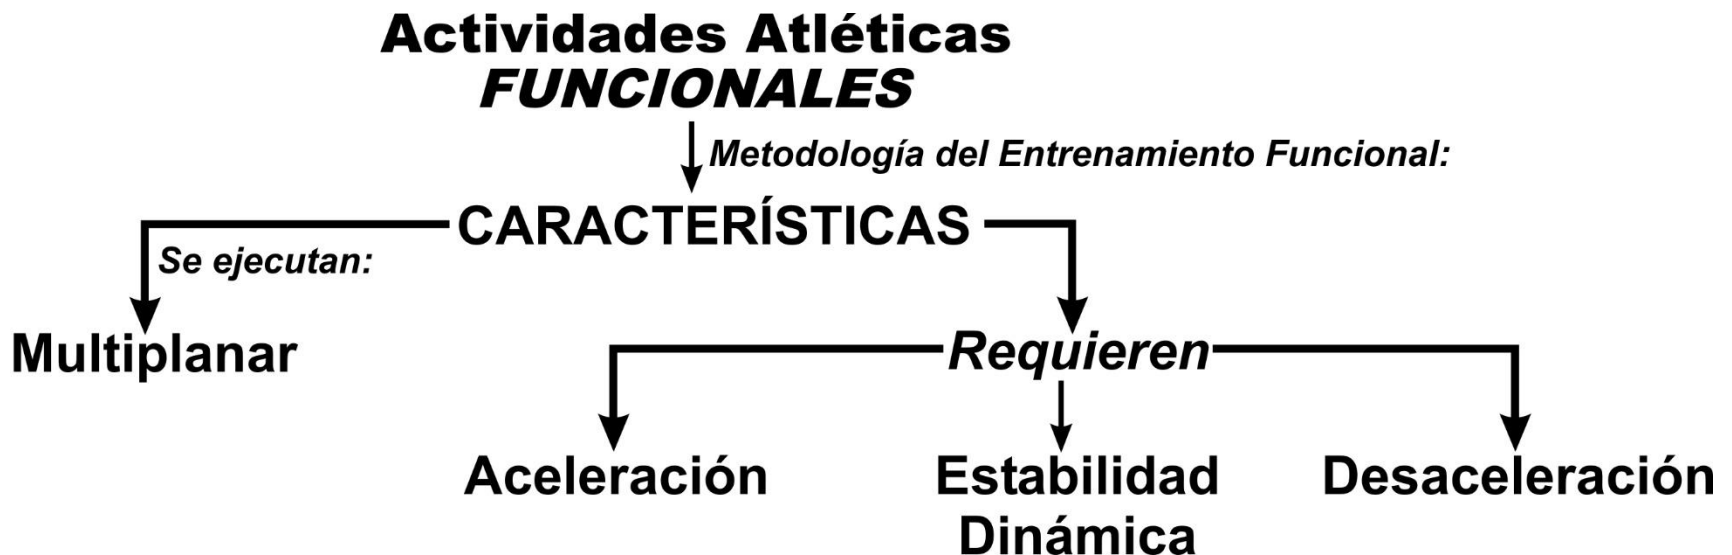 Actividades Atléticas
FUNCIONALES
Metodología del Entrenamiento Funcional:
CARACTERÍSTICAS
Se ejecutan:
Multiplanar
Requieren
Aceleración
Estabilidad
Dinámica
Desaceleración